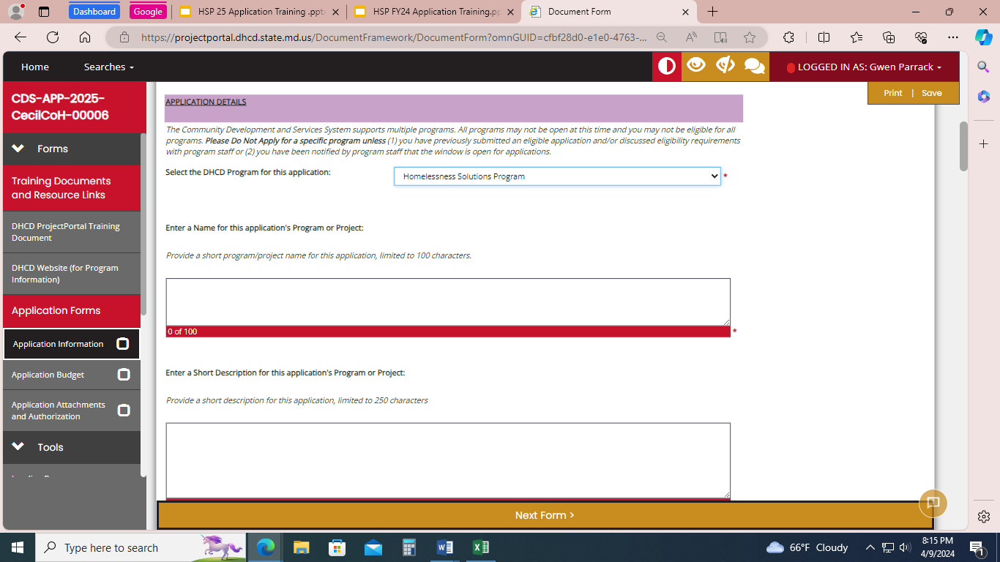 Dashboard
Google
HSP 25 Application Training .ppt
HSP FY24 Application Training.p
Document Form
https://projectportal.dhcd.state.md.us/DocumentFramework/DocumentForm?omnGUID=cfbf28d0-e1e0-4763-...
Home
Searches
LOGGED IN AS: Gwen Parrack
Print | Save
CDS-APP-2025-
CecilCoH-00006
Forms
Training Documents
and Resource Links
DHCD ProjectPortal Training
Document
DHCD Website (for Program
Information)
Application Forms
Application Information
Application Budget
Application Attachments
and Authorization
Tools
APPLICATION DETAILS
The Community Development and Services System supports multiple programs. All programs may not be open at this time and you may not be eligible for all
programs. Please Do Not Apply for a specific program unless (1) you have previously submitted an eligible application and/or discussed eligibility requirements
with program staff or (2) you have been notified by program staff that the window is open for applications.
Select the DHCD Program for this application:
Homelessness Solutions Program
*
Enter a Name for this application's Program or Project:
Provide a short program/project name for this application, limited to 100 characters.
0 of 100
*
Enter a Short Description for this application's Program or Project:
Provide a short description for this application, limited to 250 characters
Next Form >
Type here to search
66°F Cloudy
8:15 PM
4/9/2024
1